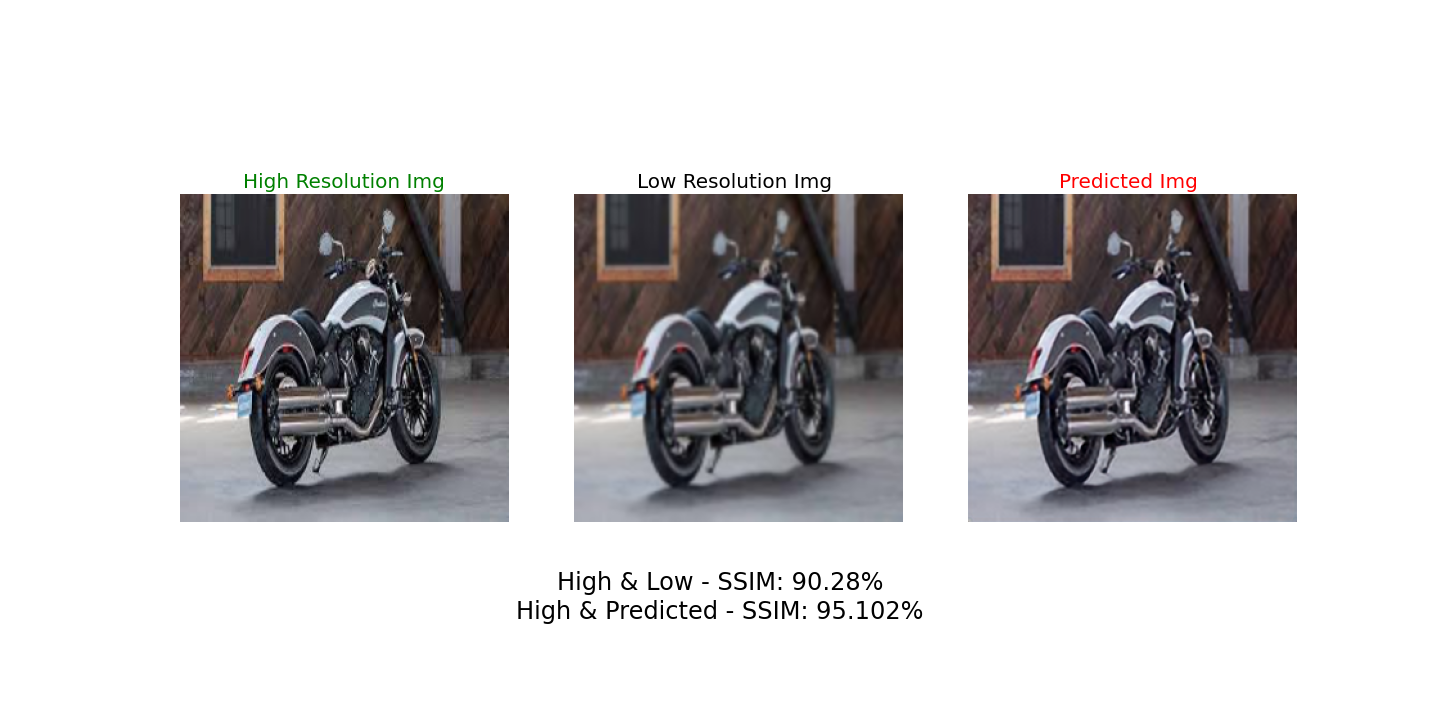 High Resolution Img
Low Resolution Img
Predicted Img
High & Low - SSIM: 90.28%
High & Predicted - SSIM: 95.102%